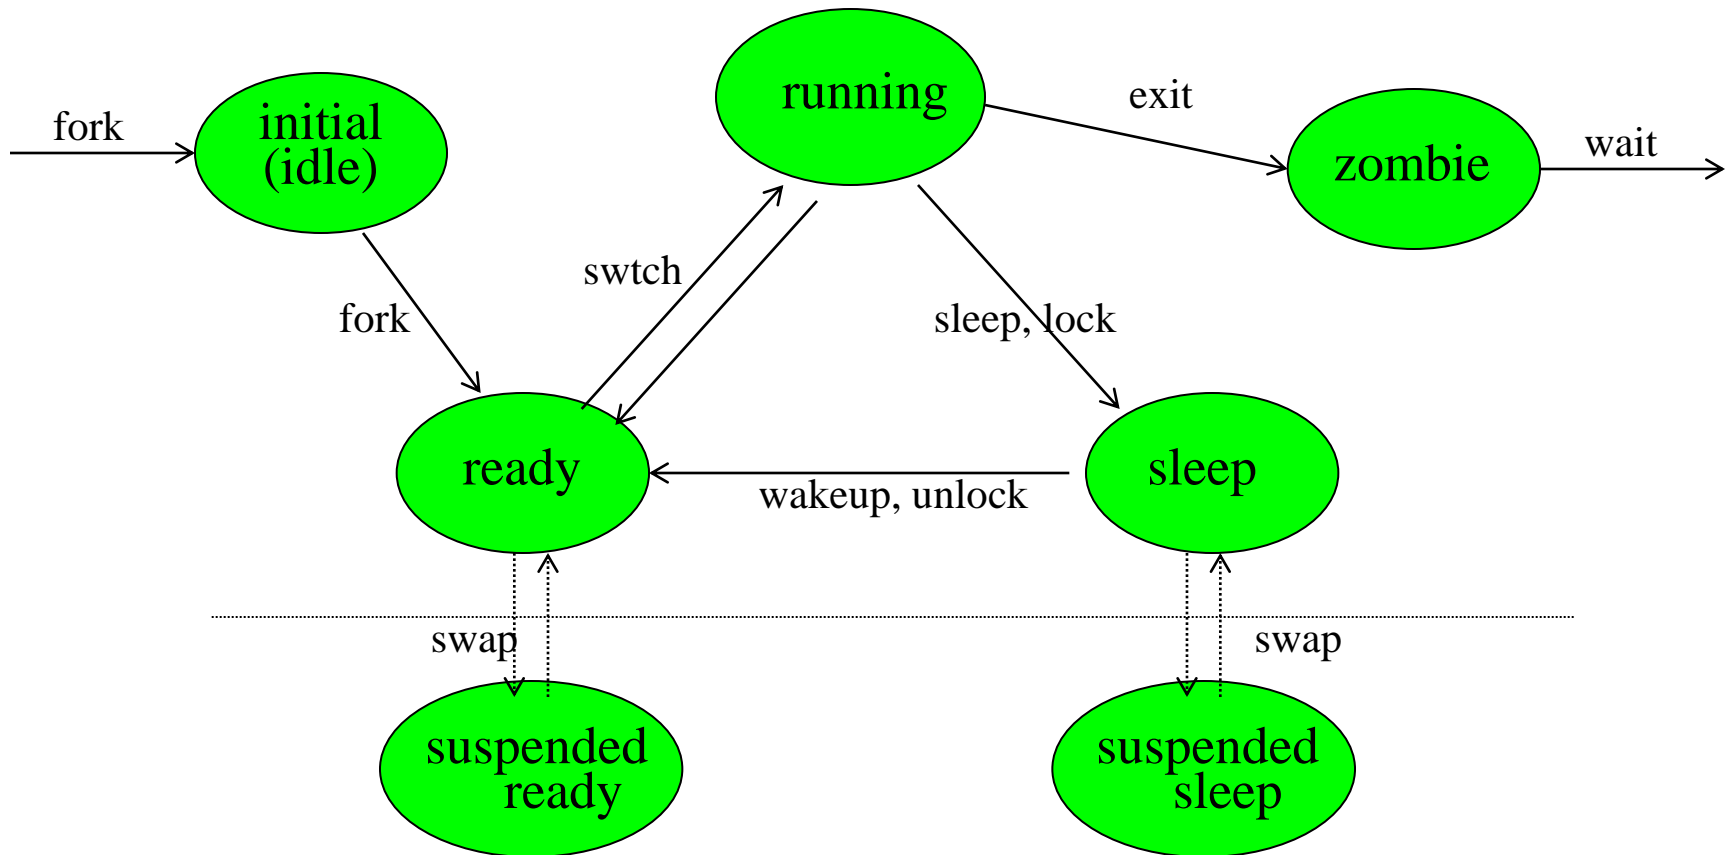 running
exit
initial
(idle)
fork
zombie
wait
swtch
fork
sleep, lock
ready
sleep
wakeup, unlock
swap
swap
suspended
ready
suspended
sleep